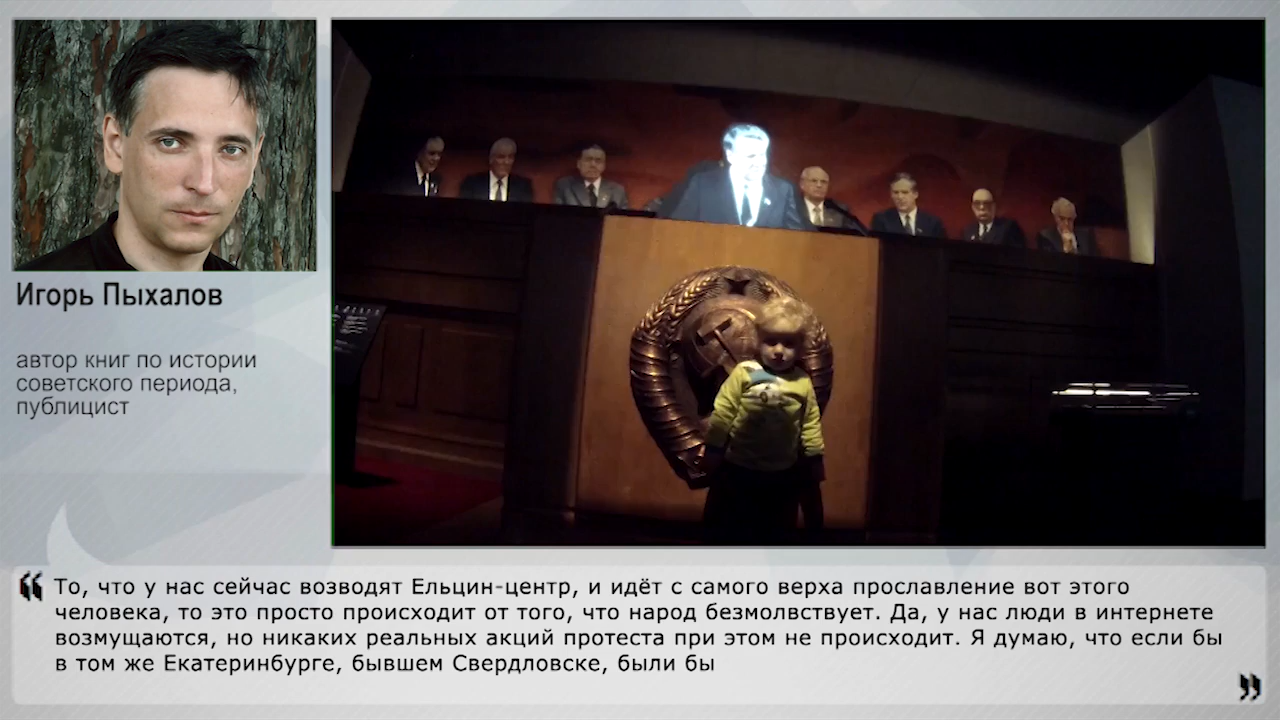 Игорь Пыхалов
автор книг по истории
советского периода,
публицист
“ То, что у нас сейчас возводят Ельцин-центр, и идёт с самого верха прославление вот этого
человека, то это просто происходит от того, что народ безмолвствует. Да, у нас люди в интернете
возмущаются, но никаких реальных акций протеста при этом не происходит. Я думаю, что если бы
в том же Екатеринбурге, бывшем Свердловске, были бы ”